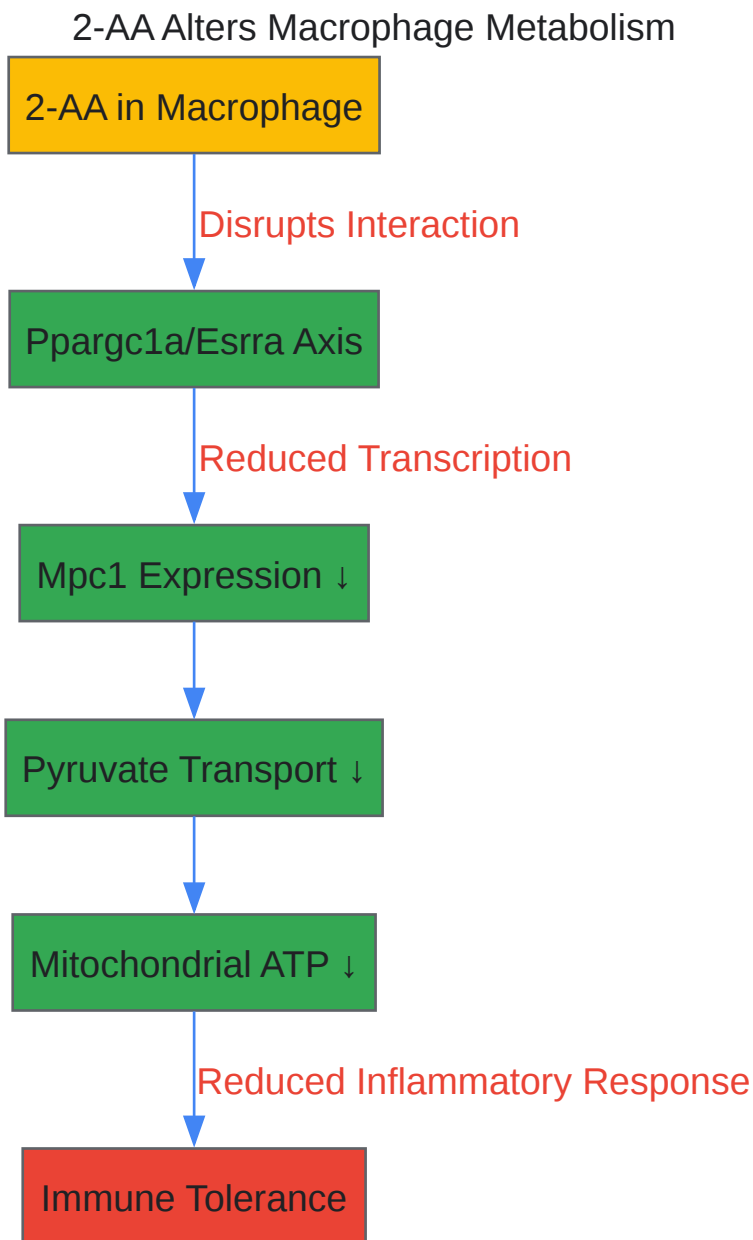 2-AA Alters Macrophage Metabolism
2-AA in Macrophage
Disrupts Interaction
Ppargc1a/Esrra Axis
Reduced Transcription
Mpc1 Expression ↓
Pyruvate Transport ↓
Mitochondrial ATP ↓
Reduced Inflammatory Response
Immune Tolerance